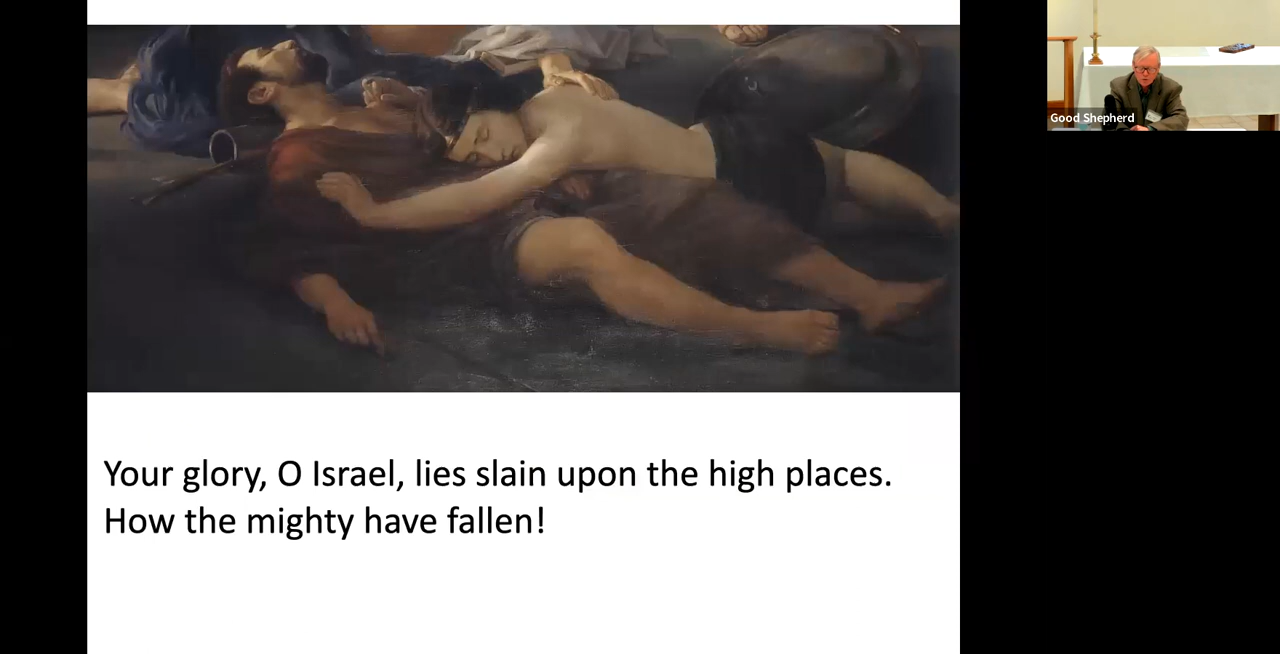 Good Shepherd
Your glory, O Israel, lies slain upon the high places.
How the mighty have fallen!